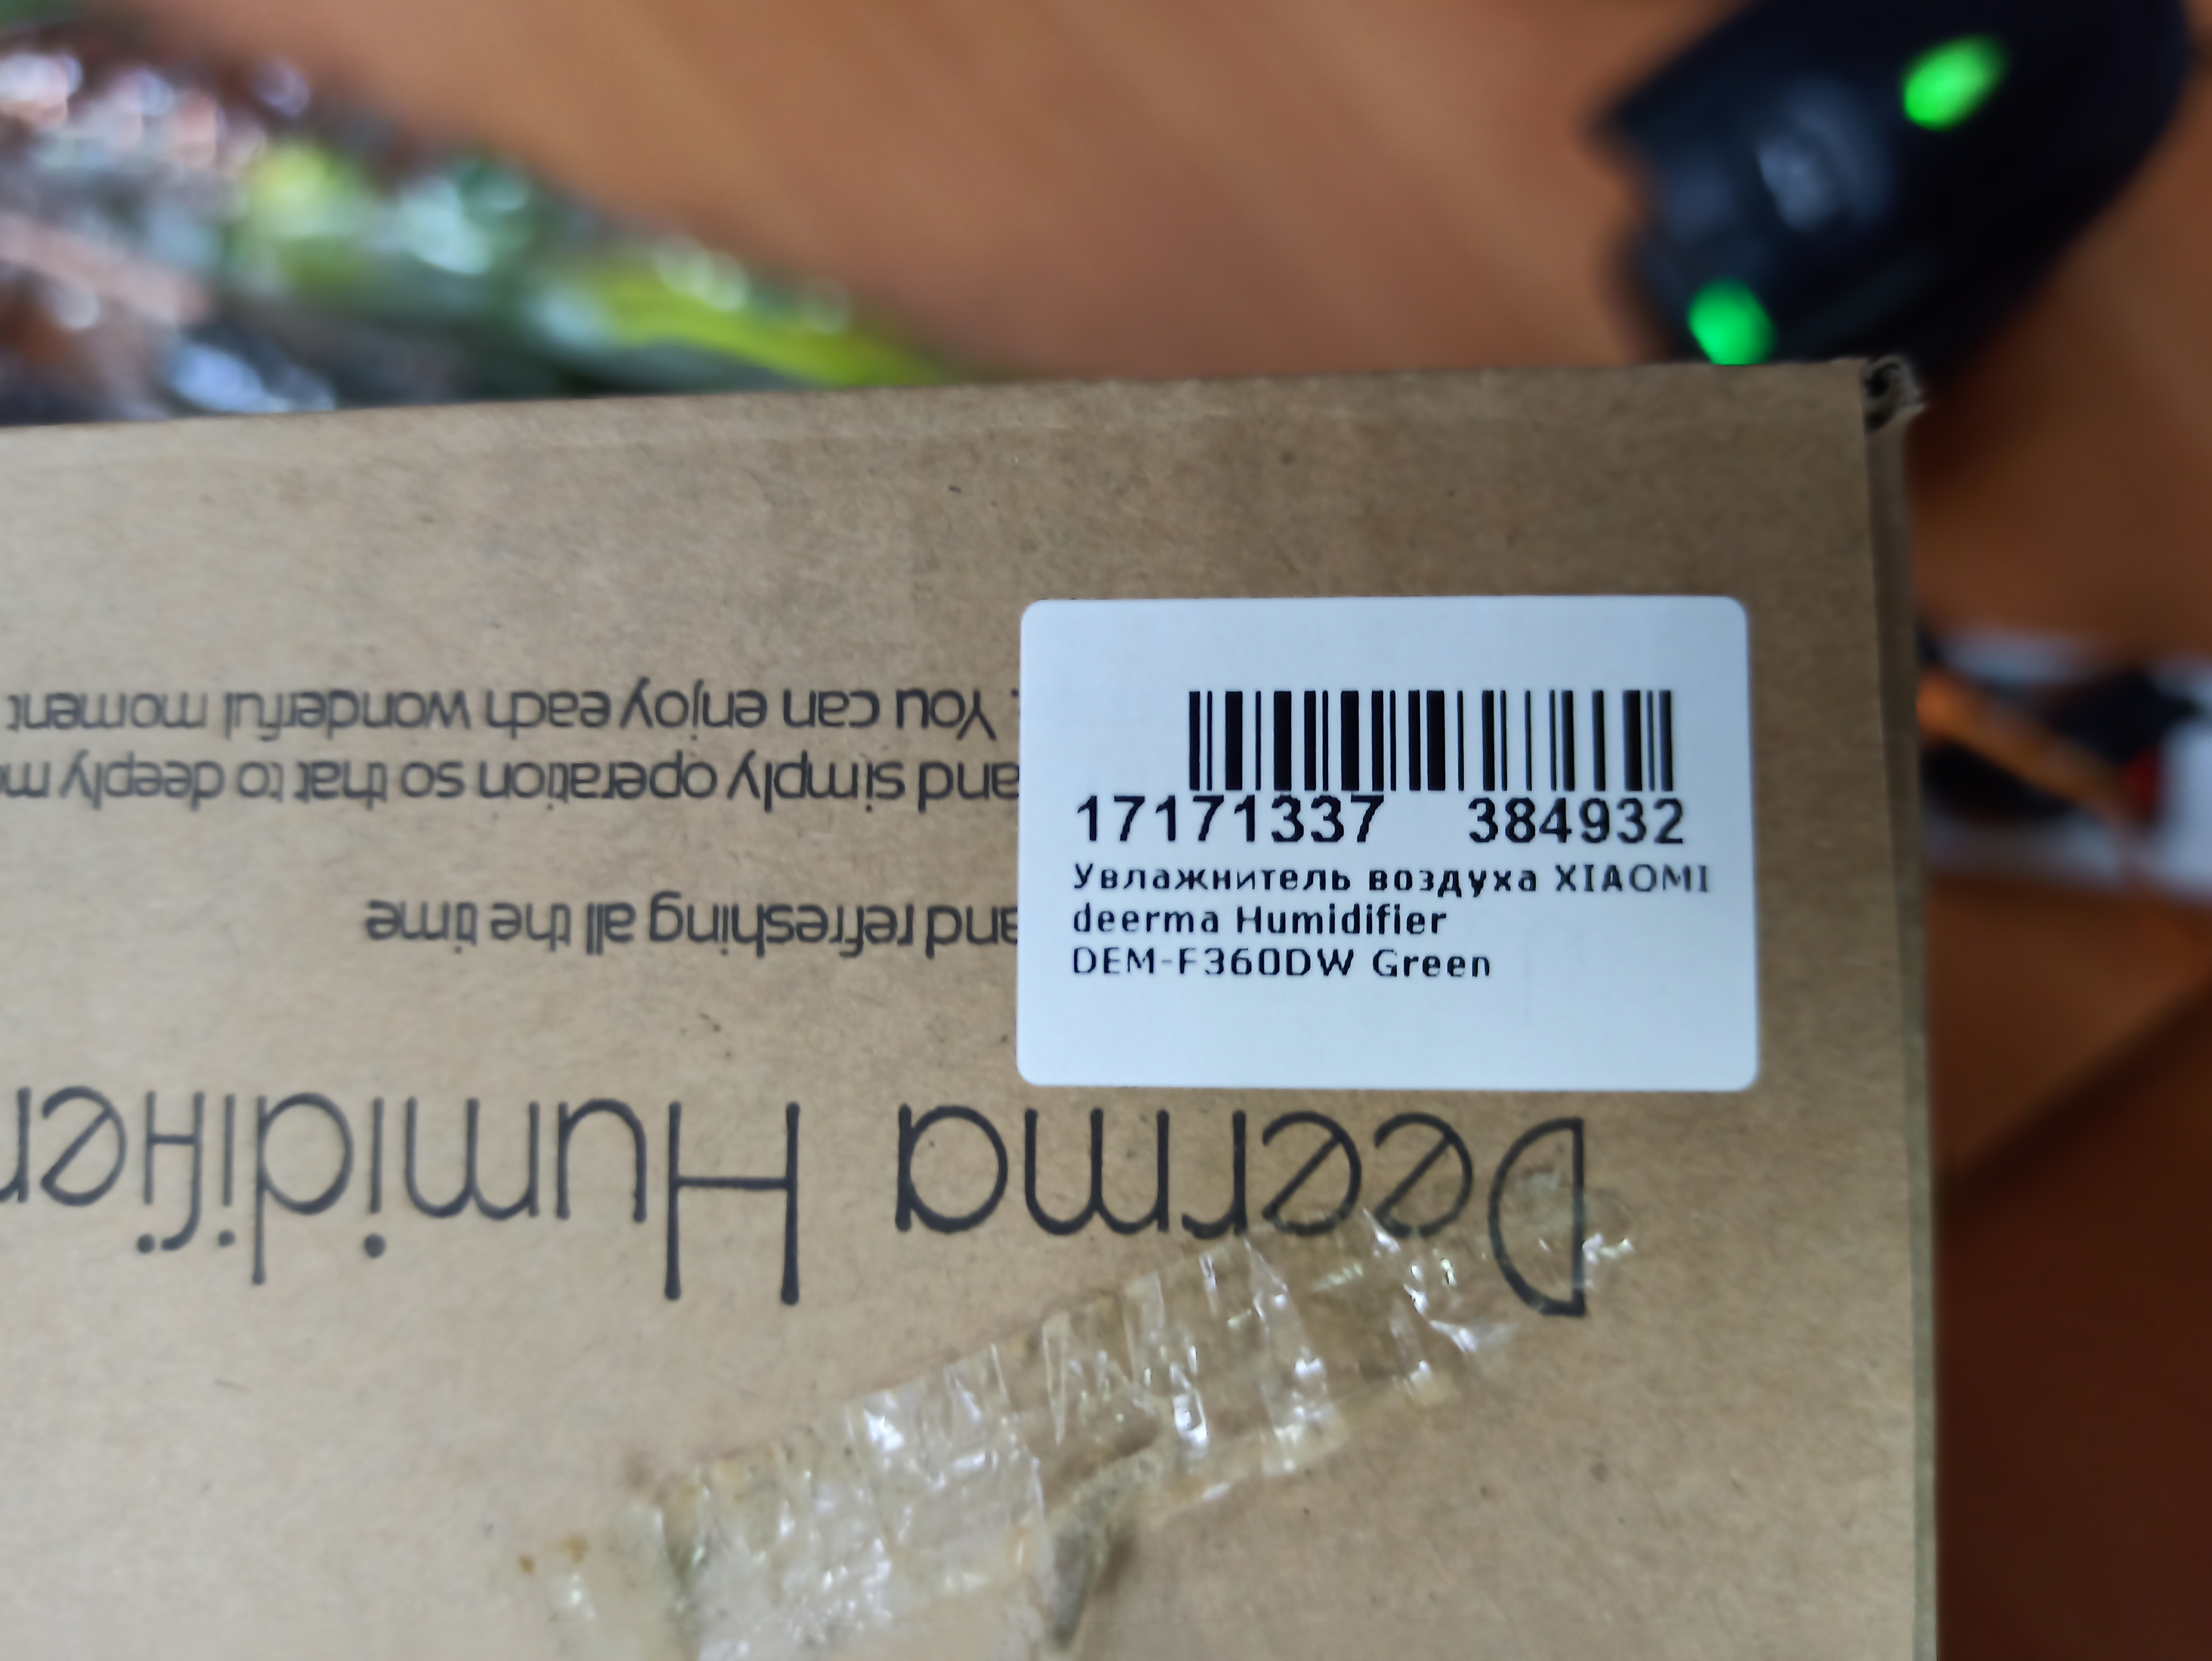 17171337 384932
Увлажнитель воздуха XIAOMI
deerma Humidifier
DEM-F360DW Green
Deerma Humidifier
and refreshing all the time
and simply operation so that to deeply
. You can enjoy each wonderful moment